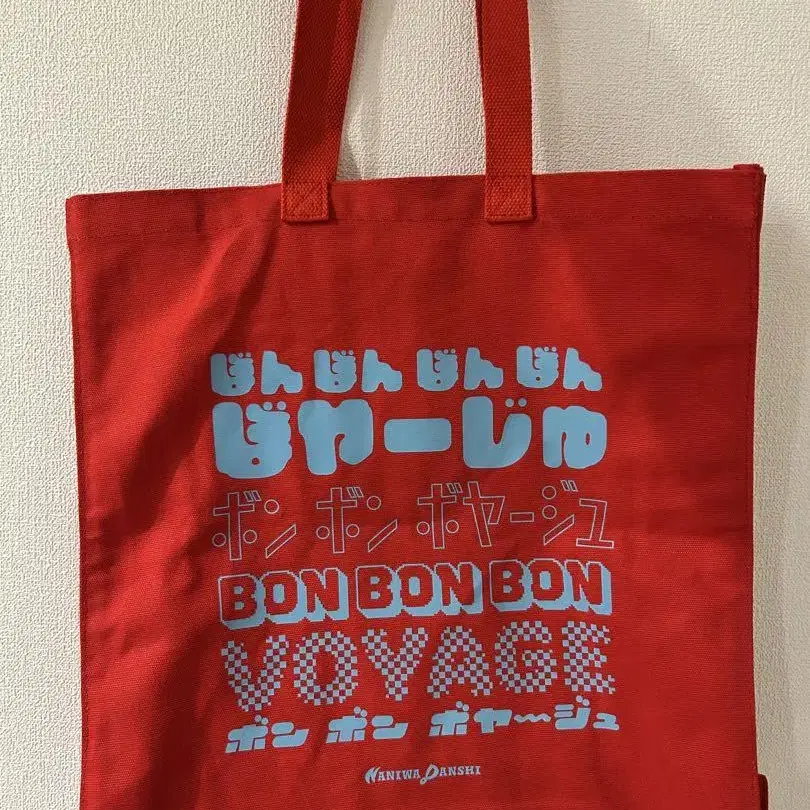 ぼん ぼん ぼん ぼん
ぼやーじゅ
ボン ボン ボヤージュ
BON BON BON
VOYAGE
ボン ボン ボヤ〜ジュ
NANIWA DANSHI